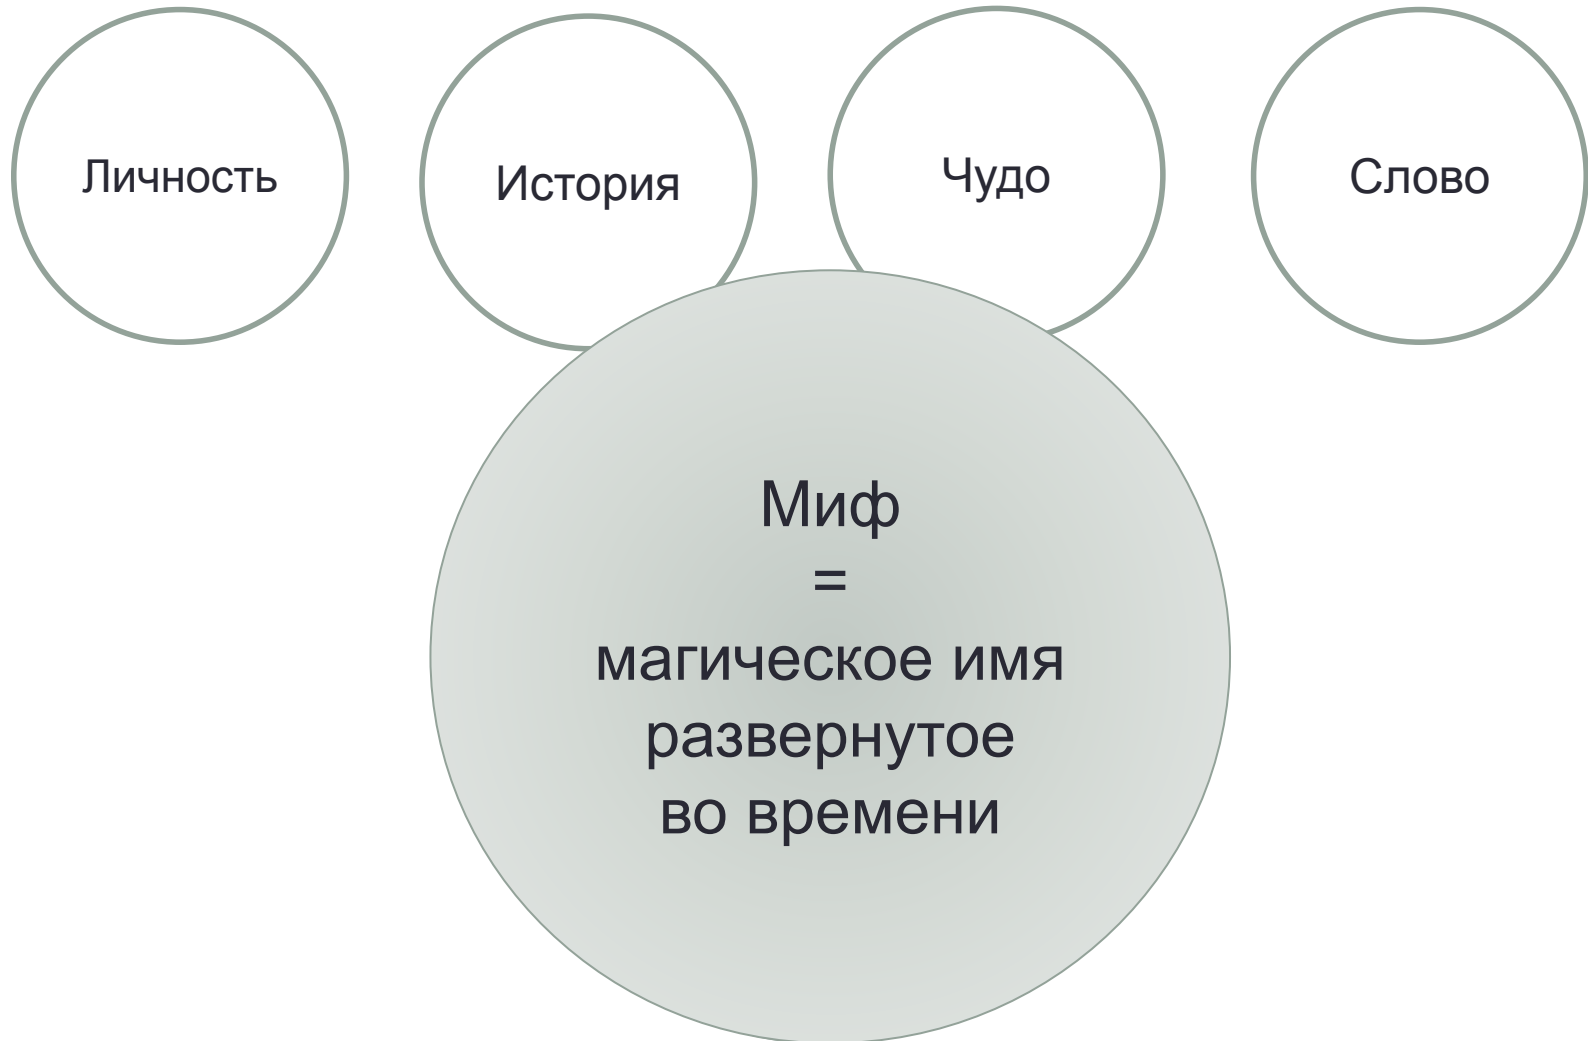 Личность
История
Чудо
Слово
Миф
=
магическое имя
развернутое
во времени